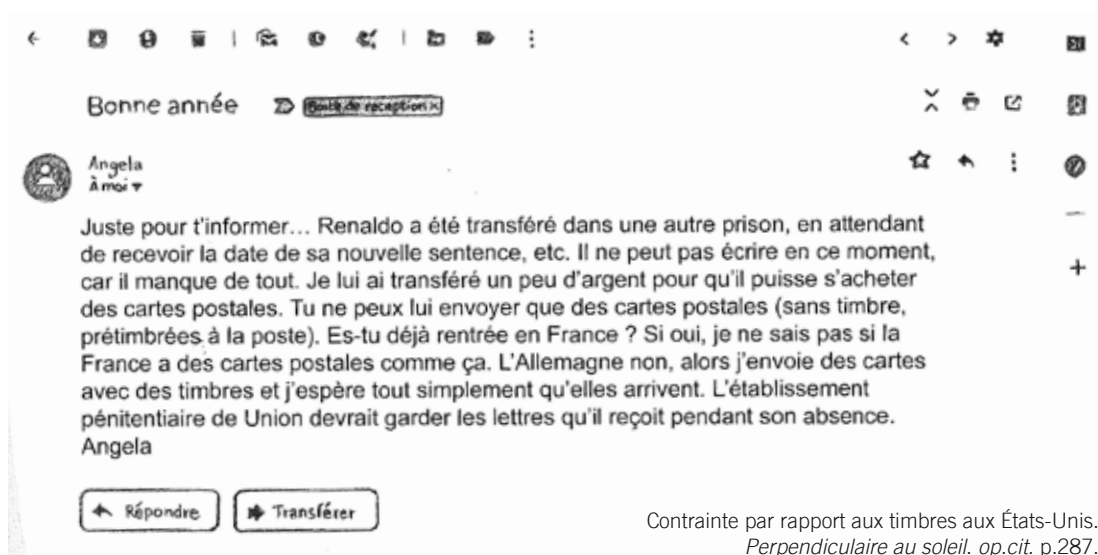 Bonne année Boîte de reception x
Angela
À moi ▾
Juste pour t'informer... Renaldo a été transféré dans une autre prison, en attendant
de recevoir la date de sa nouvelle sentence, etc. Il ne peut pas écrire en ce moment,
car il manque de tout. Je lui ai transféré un peu d'argent pour qu'il puisse s'acheter
des cartes postales. Tu ne peux lui envoyer que des cartes postales (sans timbre,
prétimbrées à la poste). Es-tu déjà rentrée en France ? Si oui, je ne sais pas si la
France a des cartes postales comme ça. L'Allemagne non, alors j'envoie des cartes
avec des timbres et j'espère tout simplement qu'elles arrivent. L'établissement
pénitentiaire de Union devrait garder les lettres qu'il reçoit pendant son absence.
Angela
Répondre Transférer
Contrainte par rapport aux timbres aux États-Unis.
Perpendiculaire au soleil. op.cit. p.287.